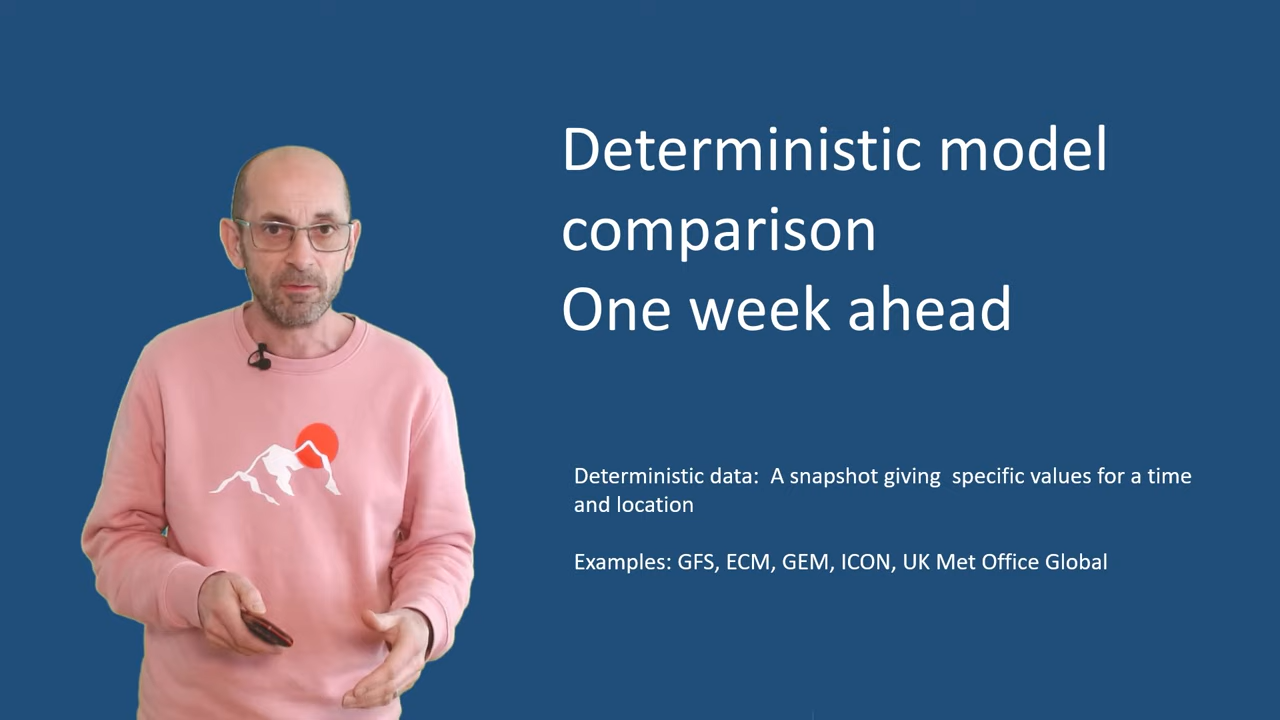 Deterministic model
comparison
One week ahead
Deterministic data:  A snapshot giving  specific values for a time
and location
Examples: GFS, ECM, GEM, ICON, UK Met Office Global